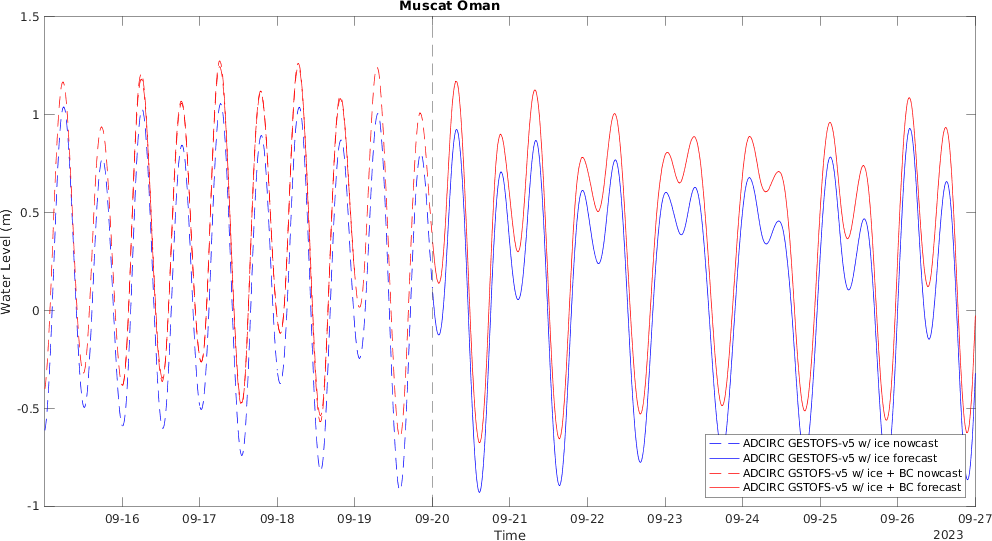 Muscat Oman
1.5
1
0.5
0
-0.5
-1
Water Level (m)
ADCIRC GESTOFS-v5 w/ ice nowcast
ADCIRC GESTOFS-v5 w/ ice forecast
ADCIRC GSTOFS-v5 w/ ice + BC nowcast
ADCIRC GSTOFS-v5 w/ ice + BC forecast
09-16 09-17 09-18 09-19 09-20 09-21 09-22 09-23 09-24 09-25 09-26 09-27
Time
2023